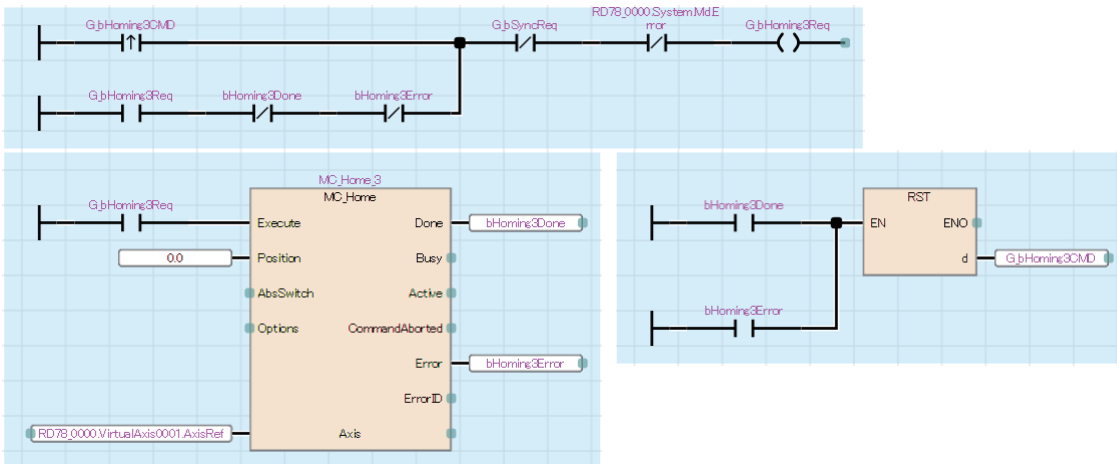 G_bHoming3CMD
G_bSyncReq
RD78_0000.System.Md.E
rror
G_bHoming3Req
G_bHoming3Req
bHoming3Done
bHoming3Error
MC_Home_3
MC_Home
G_bHoming3Req
Execute
Done
bHoming3Done
0.0
Position
Busy
AbsSwitch
Active
Options
CommandAborted
Error
bHoming3Error
ErrorID
RD78_0000.VirtualAxis0001.AxisRef
Axis
bHoming3Done
RST
EN
ENO
d
G_bHoming3CMD
bHoming3Error